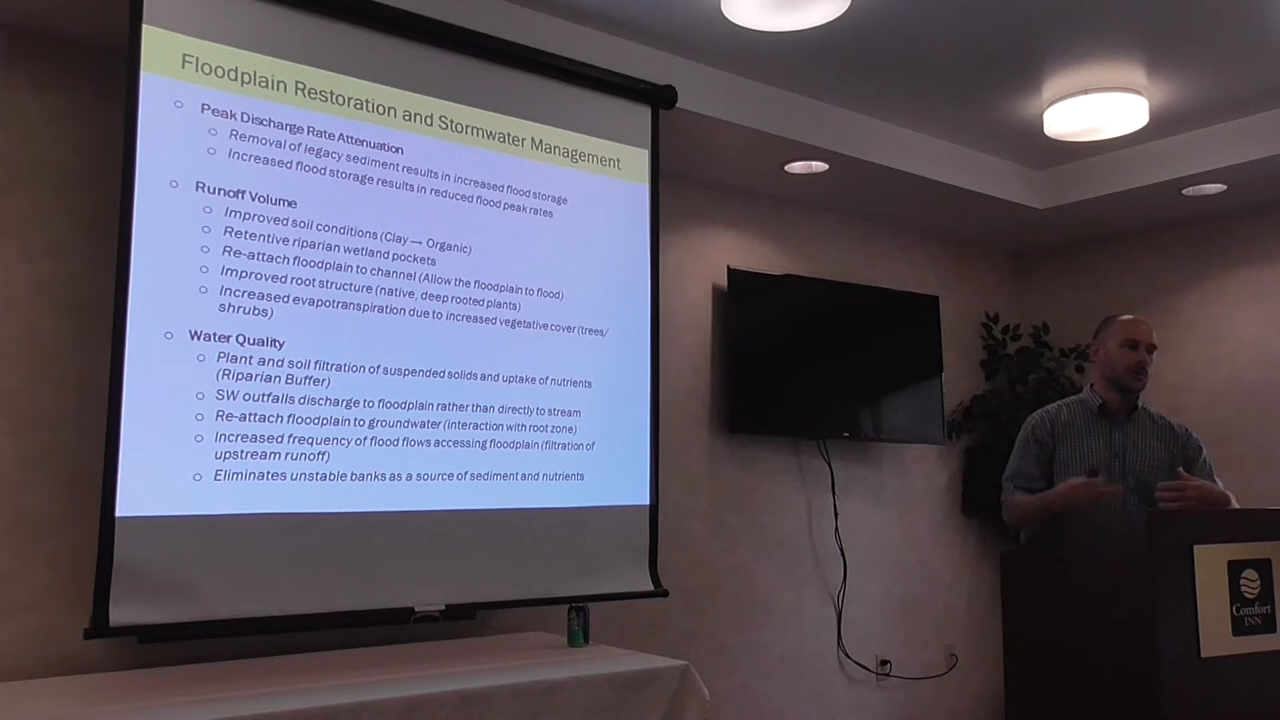 Floodplain Restoration and Stormwater Management
Peak Discharge Rate Attenuation
Removal of legacy sediment results in increased flood storage
Increased flood storage results in reduced flood peak rates
Runoff Volume
Improved soil conditions (Clay → Organic)
Retentive riparian wetland pockets
Re-attach floodplain to channel (Allow the floodplain to flood)
Improved root structure (native, deep rooted plants)
Increased evapotranspiration due to increased vegetative cover (trees/
shrubs)
Water Quality
Plant and soil filtration of suspended solids and uptake of nutrients
(Riparian Buffer)
SW outfalls discharge to floodplain rather than directly to stream
Re-attach floodplain to groundwater (interaction with root zone)
Increased frequency of flood flows accessing floodplain (filtration of
upstream runoff)
Eliminates unstable banks as a source of sediment and nutrients
Comfort
INN